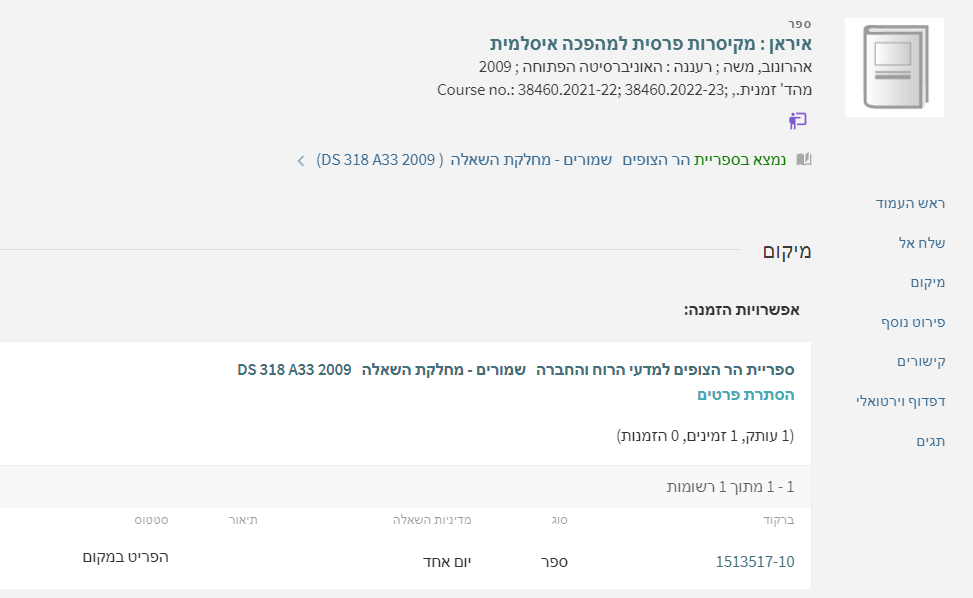 ספר
איראן : מקיסרות פרסית למהפכה איסלמית
אהרונוב, משה ; רעננה : האוניברסיטה הפתוחה ; 2009
מהד' זמנית., ;Course no.: 38460.2021-22; 38460.2022-23
נמצא בספריית הר הצופים שמורים - מחלקת השאלה ( DS 318 A33 2009)
ראש העמוד
שלח אל
מיקום
פירוט נוסף
קישורים
דפדוף וירטואלי
תגים
מיקום
אפשרויות הזמנה:
ספריית הר הצופים למדעי הרוח והחברה שמורים - מחלקת השאלה DS 318 A33 2009
הסתרת פרטים
(1 עותק, 1 זמינים, 0 הזמנות)
1 - 1 מתוך 1 רשומות
ברקוד סוג מדיניות השאלה תיאור סטטוס
1513517-10 ספר יום אחד הפריט במקום